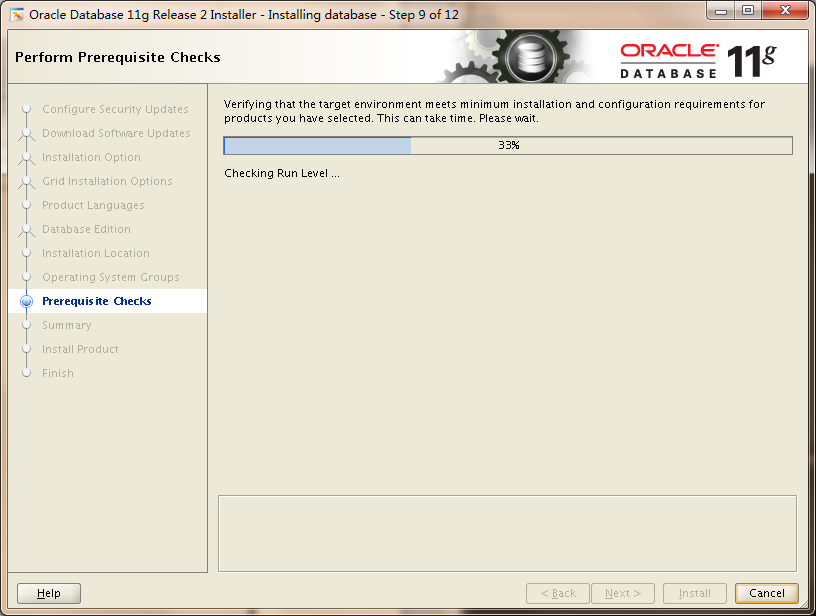 Oracle Database 11g Release 2 Installer - Installing database - Step 9 of 12
Perform Prerequisite Checks
ORACLE
DATABASE
11g
Configure Security Updates
Download Software Updates
Installation Option
Grid Installation Options
Product Languages
Database Edition
Installation Location
Operating System Groups
Prerequisite Checks
Summary
Install Product
Finish
Verifying that the target environment meets minimum installation and configuration requirements for
products you have selected. This can take time. Please wait.
33%
Checking Run Level ...
Help
< Back
Next >
Install
Cancel